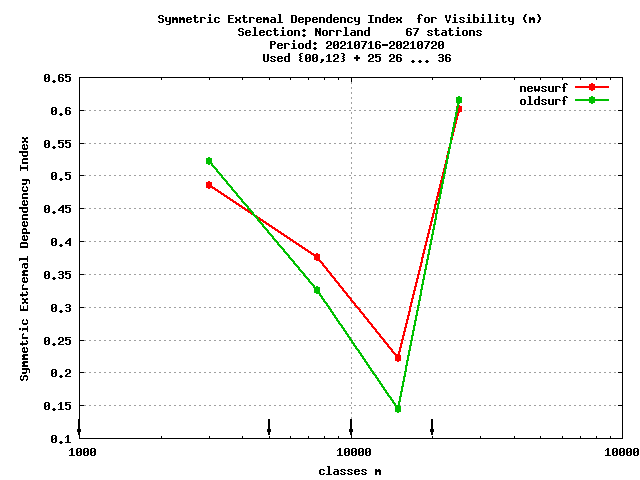 Symmetric Extremal Dependency Index  for Visibility (m)
Selection: Norrland     67 stations
Period: 20210716-20210720
Used {00,12} + 25 26 ... 36
newsurf
oldsurf
Symmetric Extremal Dependency Index
0.65
0.6
0.55
0.5
0.45
0.4
0.35
0.3
0.25
0.2
0.15
0.1
1000 10000 10000
classes m